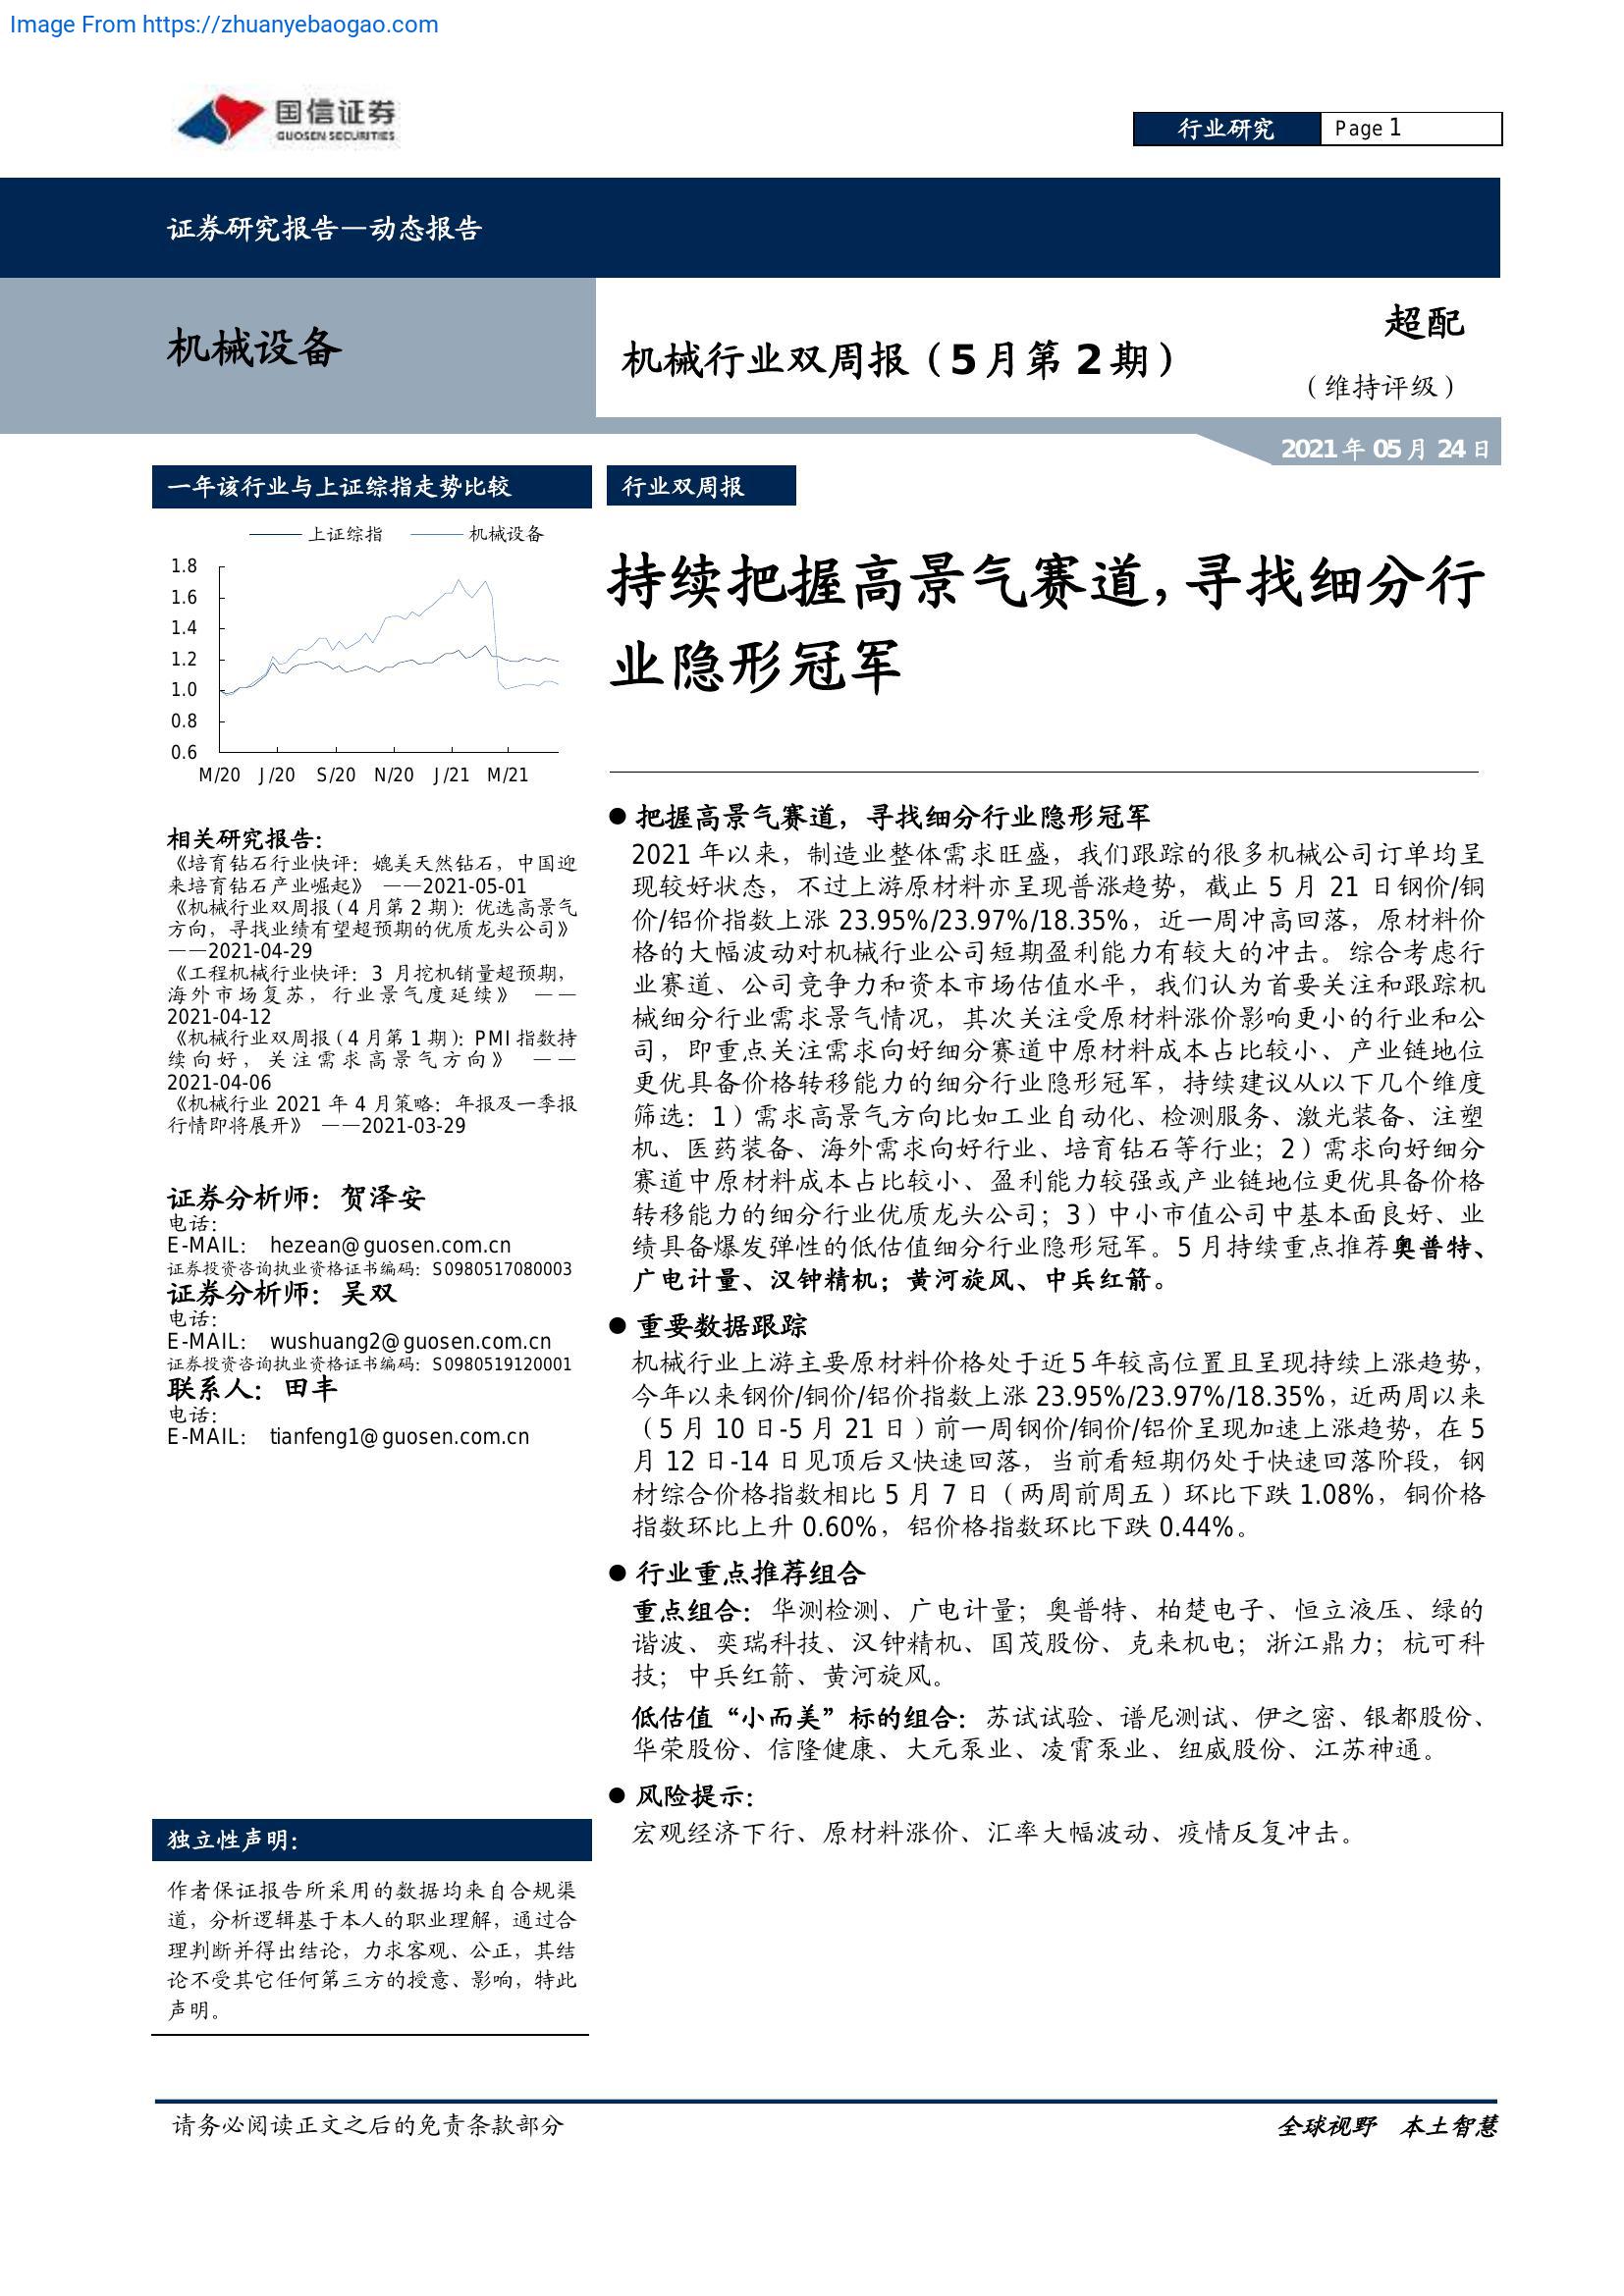 Image From https://zhuanyebaogao.com
国信证券
GUOSEN SECURITIES
行业研究
Page 1
证券研究报告—动态报告
机械设备
机械行业双周报（5月第2期）
超配
（维持评级）
2021年05月24日
一年该行业与上证综指走势比较
上证综指 机械设备
1.8
1.6
1.4
1.2
1.0
0.8
0.6
M/20 J/20 S/20 N/20 J/21 M/21
相关研究报告：
《培育钻石行业快评：媲美天然钻石，中国迎
来培育钻石产业崛起》 ——2021-05-01
《机械行业双周报（4月第2期）：优选高景气
方向，寻找业绩有望超预期的优质龙头公司》
——2021-04-29
《工程机械行业快评：3 月挖机销量超预期，
海外市场复苏，行业景气度延续》 ——
2021-04-12
《机械行业双周报（4月第1期）：PMI指数持
续向好，关注需求高景气方向》 ——
2021-04-06
《机械行业 2021 年 4 月策略：年报及一季报
行情即将展开》 ——2021-03-29
证券分析师：贺泽安
电话：
E-MAIL： hezean@guosen.com.cn
证券投资咨询执业资格证书编码：S0980517080003
证券分析师：吴双
电话：
E-MAIL： wushuang2@guosen.com.cn
证券投资咨询执业资格证书编码：S0980519120001
联系人：田丰
电话：
E-MAIL： tianfeng1@guosen.com.cn
独立性声明：
作者保证报告所采用的数据均来自合规渠
道，分析逻辑基于本人的职业理解，通过合
理判断并得出结论，力求客观、公正，其结
论不受其它任何第三方的授意、影响，特此
声明。
行业双周报
持续把握高景气赛道，寻找细分行
业隐形冠军
● 把握高景气赛道，寻找细分行业隐形冠军
2021 年以来，制造业整体需求旺盛，我们跟踪的很多机械公司订单均呈
现较好状态，不过上游原材料亦呈现普涨趋势，截止 5 月 21 日钢价/铜
价/铝价指数上涨 23.95%/23.97%/18.35%，近一周冲高回落，原材料价
格的大幅波动对机械行业公司短期盈利能力有较大的冲击。综合考虑行
业赛道、公司竞争力和资本市场估值水平，我们认为首要关注和跟踪机
械细分行业需求景气情况，其次关注受原材料涨价影响更小的行业和公
司，即重点关注需求向好细分赛道中原材料成本占比较小、产业链地位
更优具备价格转移能力的细分行业隐形冠军，持续建议从以下几个维度
筛选：1）需求高景气方向比如工业自动化、检测服务、激光装备、注塑
机、医药装备、海外需求向好行业、培育钻石等行业；2）需求向好细分
赛道中原材料成本占比较小、盈利能力较强或产业链地位更优具备价格
转移能力的细分行业优质龙头公司；3）中小市值公司中基本面良好、业
绩具备爆发弹性的低估值细分行业隐形冠军。5月持续重点推荐奥普特、
广电计量、汉钟精机；黄河旋风、中兵红箭。
● 重要数据跟踪
机械行业上游主要原材料价格处于近5年较高位置且呈现持续上涨趋势，
今年以来钢价/铜价/铝价指数上涨 23.95%/23.97%/18.35%，近两周以来
（5 月 10 日-5 月 21 日）前一周钢价/铜价/铝价呈现加速上涨趋势，在 5
月 12 日-14 日见顶后又快速回落，当前看短期仍处于快速回落阶段，钢
材综合价格指数相比 5 月 7 日（两周前周五）环比下跌 1.08%，铜价格
指数环比上升 0.60%，铝价格指数环比下跌 0.44%。
● 行业重点推荐组合
重点组合：华测检测、广电计量；奥普特、柏楚电子、恒立液压、绿的
谐波、奕瑞科技、汉钟精机、国茂股份、克来机电；浙江鼎力；杭可科
技；中兵红箭、黄河旋风。
低估值“小而美”标的组合：苏试试验、谱尼测试、伊之密、银都股份、
华荣股份、信隆健康、大元泵业、凌霄泵业、纽威股份、江苏神通。
● 风险提示：
宏观经济下行、原材料涨价、汇率大幅波动、疫情反复冲击。
请务必阅读正文之后的免责条款部分
全球视野 本土智慧